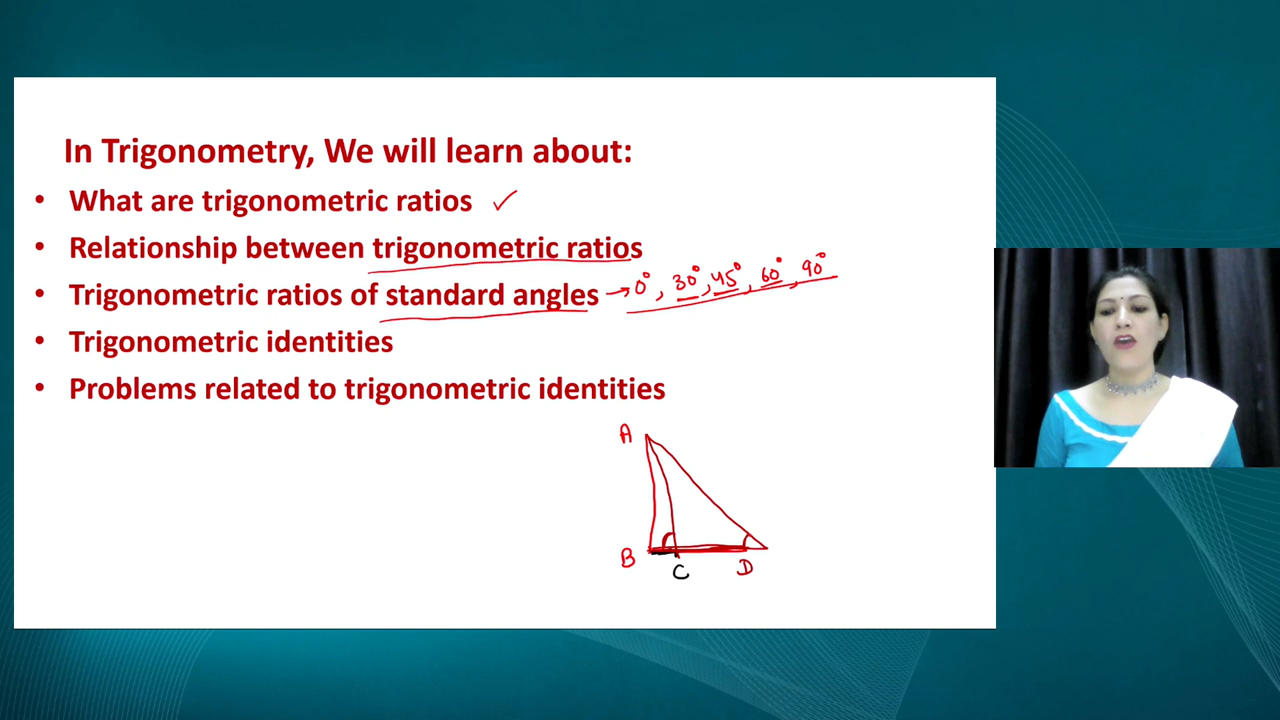 In Trigonometry, We will learn about:
• What are trigonometric ratios ✓
• Relationship between trigonometric ratios
• Trigonometric ratios of standard angles → 0°, 30°, 45°, 60°, 90°
• Trigonometric identities
• Problems related to trigonometric identities
A
B C D